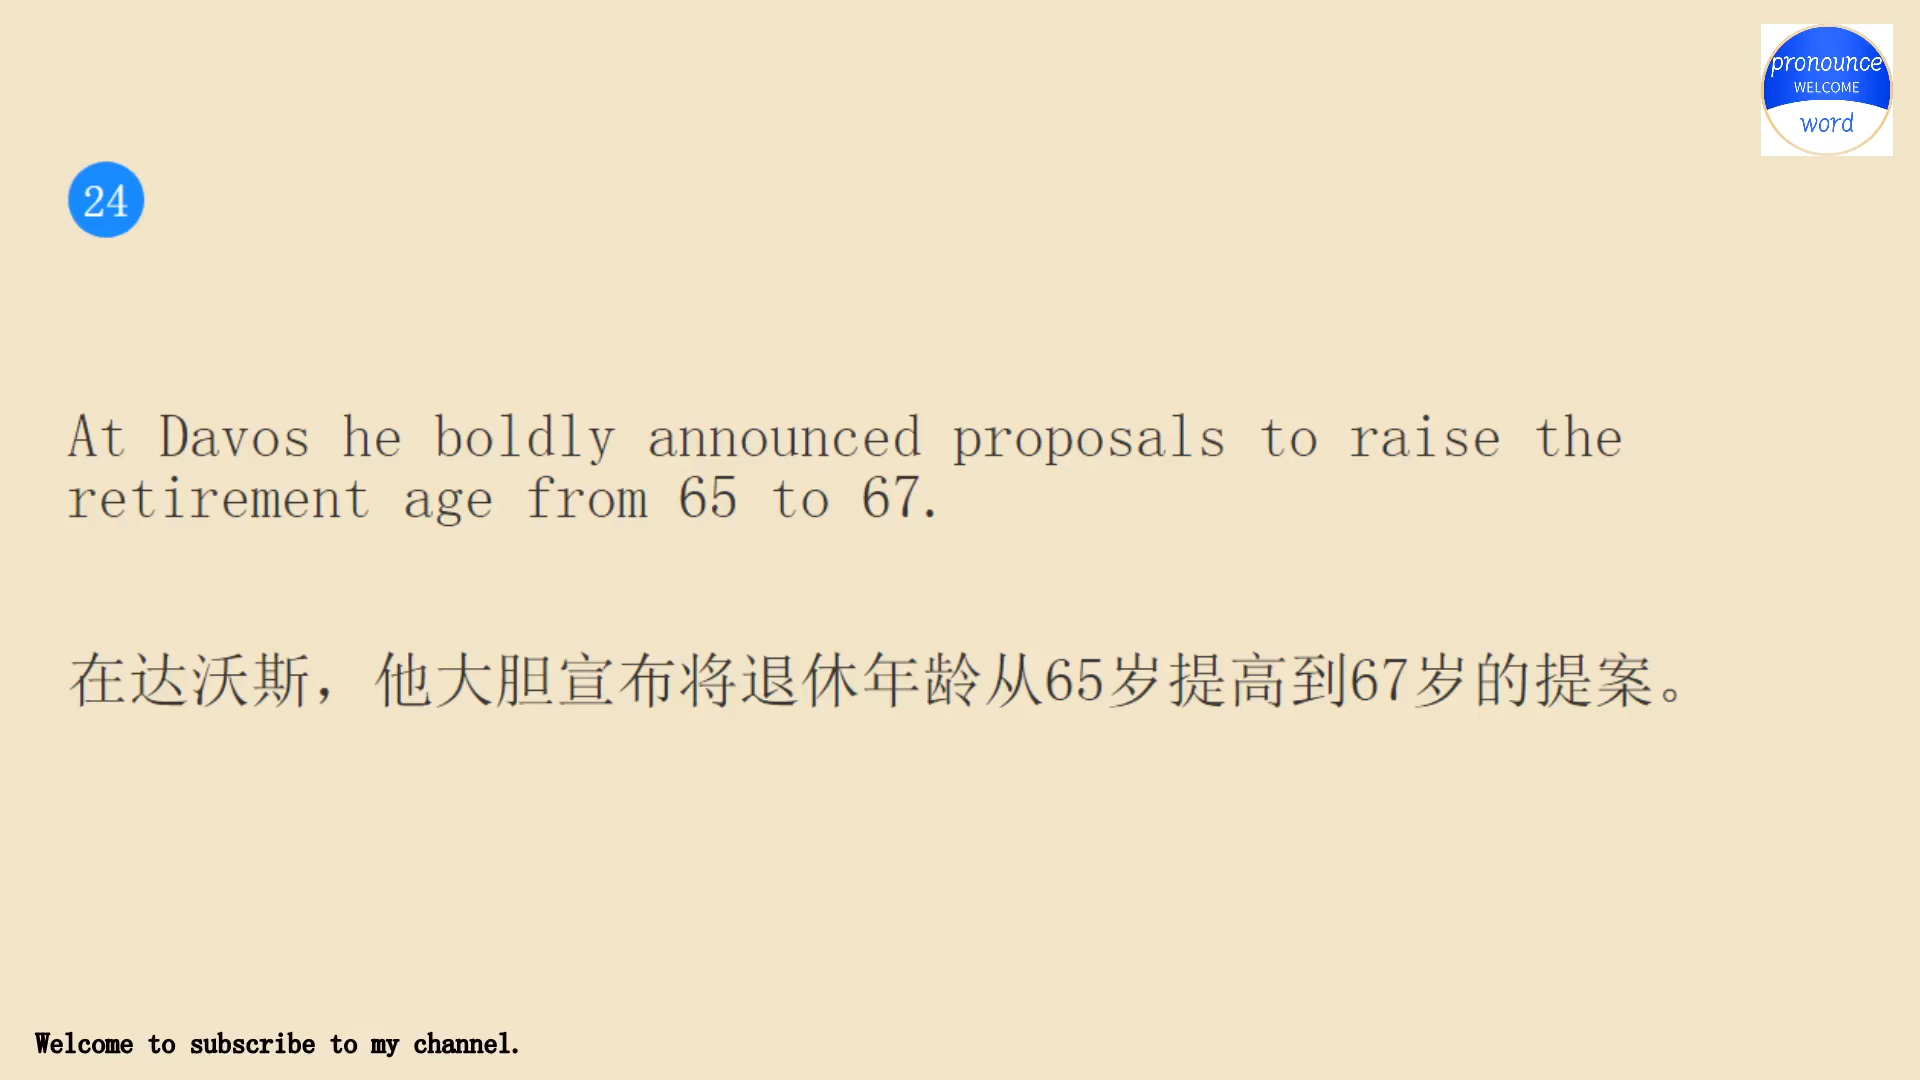 pronounce
WELCOME
word
24
At Davos he boldly announced proposals to raise the
retirement age from 65 to 67.
在达沃斯，他大胆宣布将退休年龄从65岁提高到67岁的提案。
Welcome to subscribe to my channel.